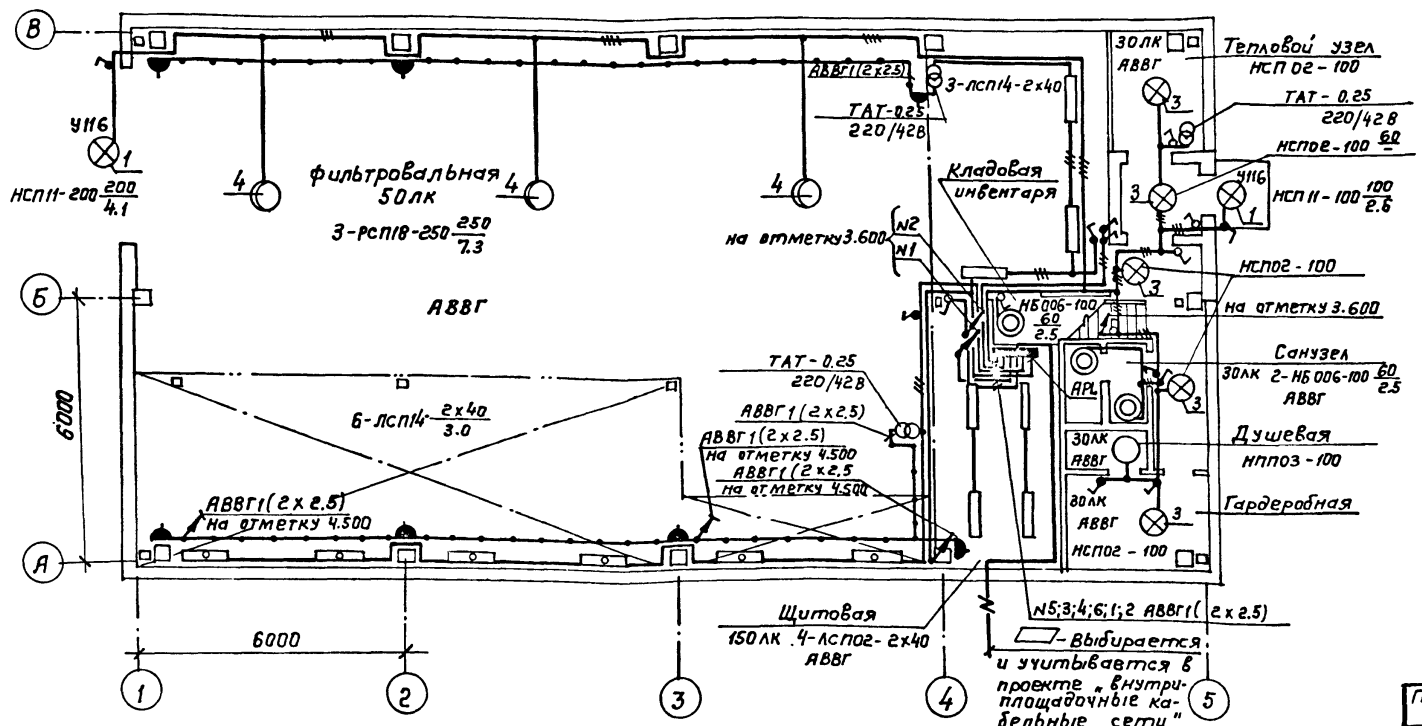 В
У116
1
НСП11-200 200/4.1
4
фильтровальная
50лк
3-РСП18-250 250/7.3
4
4
АВВГ1(2х2.5)
ТАТ-0.25
220/42В
3-ЛСП14-2х40
30ЛК
АВВГ
Тепловой узел
НСП02-100
3
ТАТ-0.25
220/42В
НСП02-100 60/–
3
У116
1
НСП11-100 100/2.6
Кладовая
инвентаря
на отметку 3.600
N2
N1
НСП02-100
3
на отметку 3.600
Б
АВВГ
НБ006-100
60/2.5
6000
ТАТ-0.25
220/42В
6-ЛСП14- 2х40/3.0
АВВГ1(2х2.5)
АВВГ1(2х2.5)
на отметку 4.500
АВВГ1(2х2.5
на отметку 4.500
АВВГ1(2х2.5)
на отметку 4.500
Санузел
30лк 2-НБ006-100 60/2.5
АВВГ
3
30ЛК
АВВГ
Душевая
НПП03-100
30ЛК
АВВГ
3
Гардеробная
НСП02-100
А
6000
Щитовая
150лк .4-ЛСП02-2х40
АВВГ
N5;3;4;6;1;2 АВВГ1(2х2.5)
-Выбирается
и учитывается в
проекте „внутри-
площадочные ка-
бельные сети"
1
2
3
4
5